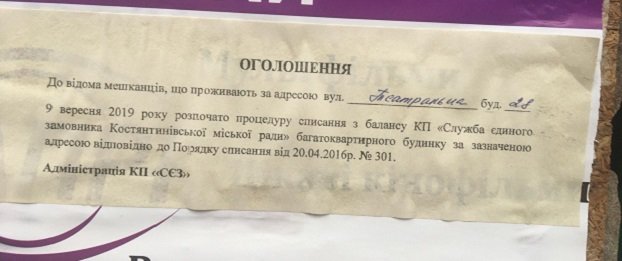 ОГОЛОШЕННЯ
До відома мешканців, що проживають за адресою вул. Театральна буд. 28
9 вересня 2019 року розпочато процедуру списання з балансу КП «Служба єдиного
замовника Костянтинівської міської ради» багатоквартирного будинку за зазначеною
адресою відповідно до Порядку списання від 20.04.2016р. № 301.
Адміністрація КП «СЄЗ»